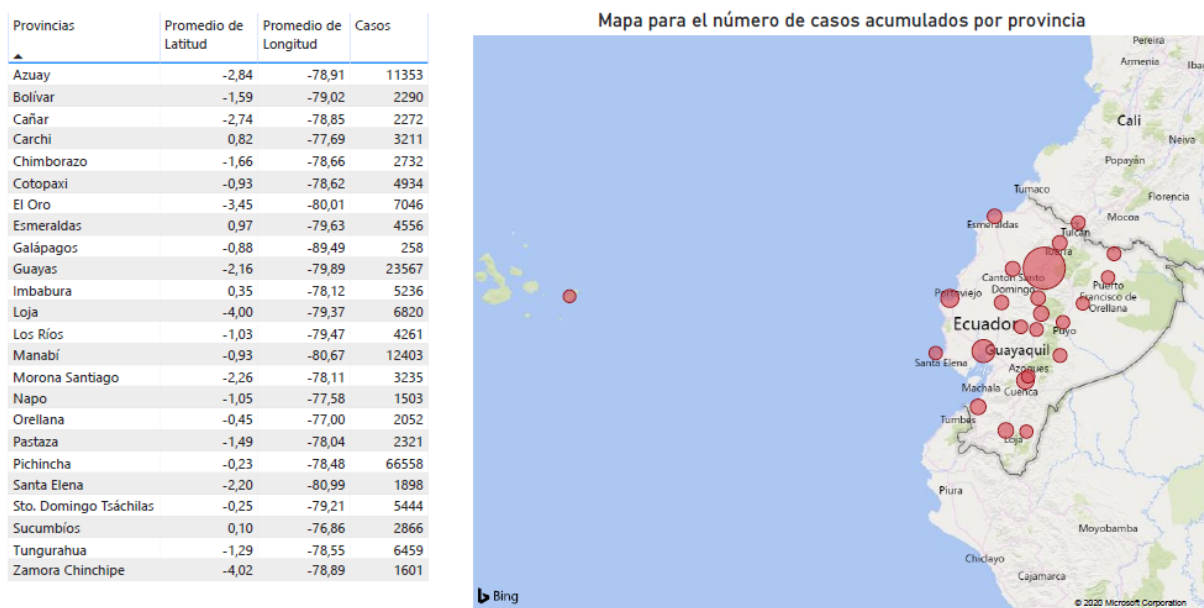 Provincias Promedio de Latitud Promedio de Longitud Casos
Azuay -2,84 -78,91 11353
Bolívar -1,59 -79,02 2290
Cañar -2,74 -78,85 2272
Carchi 0,82 -77,69 3211
Chimborazo -1,66 -78,66 2732
Cotopaxi -0,93 -78,62 4934
El Oro -3,45 -80,01 7046
Esmeraldas 0,97 -79,63 4556
Galápagos -0,88 -89,49 258
Guayas -2,16 -79,89 23567
Imbabura 0,35 -78,12 5236
Loja -4,00 -79,37 6820
Los Ríos -1,03 -79,47 4261
Manabí -0,93 -80,67 12403
Morona Santiago -2,26 -78,11 3235
Napo -1,05 -77,58 1503
Orellana -0,45 -77,00 2052
Pastaza -1,49 -78,04 2321
Pichincha -0,23 -78,48 66558
Santa Elena -2,20 -80,99 1898
Sto. Domingo Tsáchilas -0,25 -79,21 5444
Sucumbíos 0,10 -76,86 2866
Tungurahua -1,29 -78,55 6459
Zamora Chinchipe -4,02 -78,89 1601
Mapa para el número de casos acumulados por provincia
Pereira
Armenia
Iba
Cali
Neiva
Popayán
Tumaco
Florencia
Mocoa
Esmeraldas
Tulcán
Ibarra
Canton Santo
Domingo
Puerto
Francisco de
Orellana
Portoviejo
Ecuador
Puyo
Guayaquil
Santa Elena
Azogues
Machala
Cuenca
Tumbes
Loja
Piura
Moyobamba
Chiclayo
Cajamarca
Bing
© 2020 Microsoft Corporation